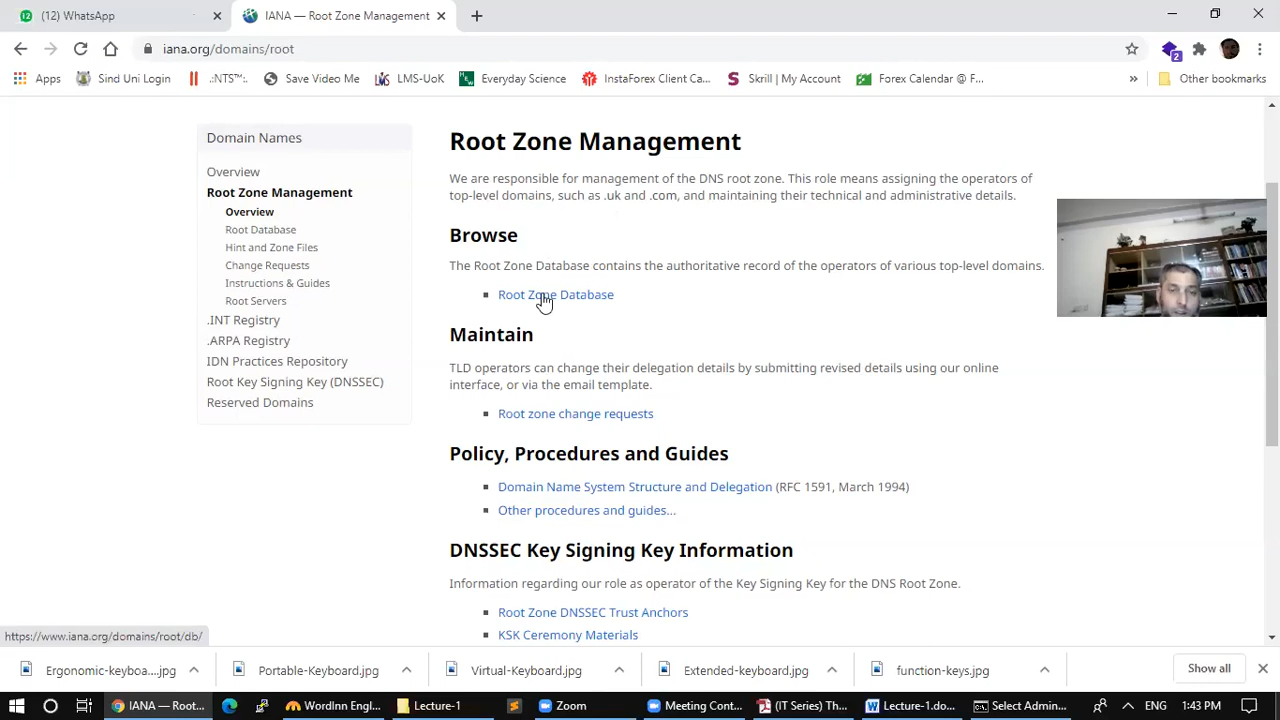 (12) WhatsApp
IANA — Root Zone Management
iana.org/domains/root
2
Apps
Sind Uni Login
.:NTS™:.
Save Video Me
LMS-UoK
Everyday Science
InstaForex Client Ca...
Skrill | My Account
Forex Calendar @ F...
»
Other bookmarks
Domain Names
Overview
Root Zone Management
Overview
Root Database
Hint and Zone Files
Change Requests
Instructions & Guides
Root Servers
.INT Registry
.ARPA Registry
IDN Practices Repository
Root Key Signing Key (DNSSEC)
Reserved Domains
Root Zone Management
We are responsible for management of the DNS root zone. This role means assigning the operators of
top-level domains, such as .uk and .com, and maintaining their technical and administrative details.
Browse
The Root Zone Database contains the authoritative record of the operators of various top-level domains.
Root Zone Database
Maintain
TLD operators can change their delegation details by submitting revised details using our online
interface, or via the email template.
Root zone change requests
Policy, Procedures and Guides
Domain Name System Structure and Delegation (RFC 1591, March 1994)
Other procedures and guides...
DNSSEC Key Signing Key Information
Information regarding our role as operator of the Key Signing Key for the DNS Root Zone.
Root Zone DNSSEC Trust Anchors
KSK Ceremony Materials
https://www.iana.org/domains/root/db/
Ergonomic-keyboa....jpg
Portable-Keyboard.jpg
Virtual-Keyboard.jpg
Extended-keyboard.jpg
function-keys.jpg
Show all
IANA — Root...
WordInn Engl...
Lecture-1
Zoom
Meeting Cont...
(IT Series) Th...
Lecture-1.do...
Select Admin...
ENG
1:43 PM